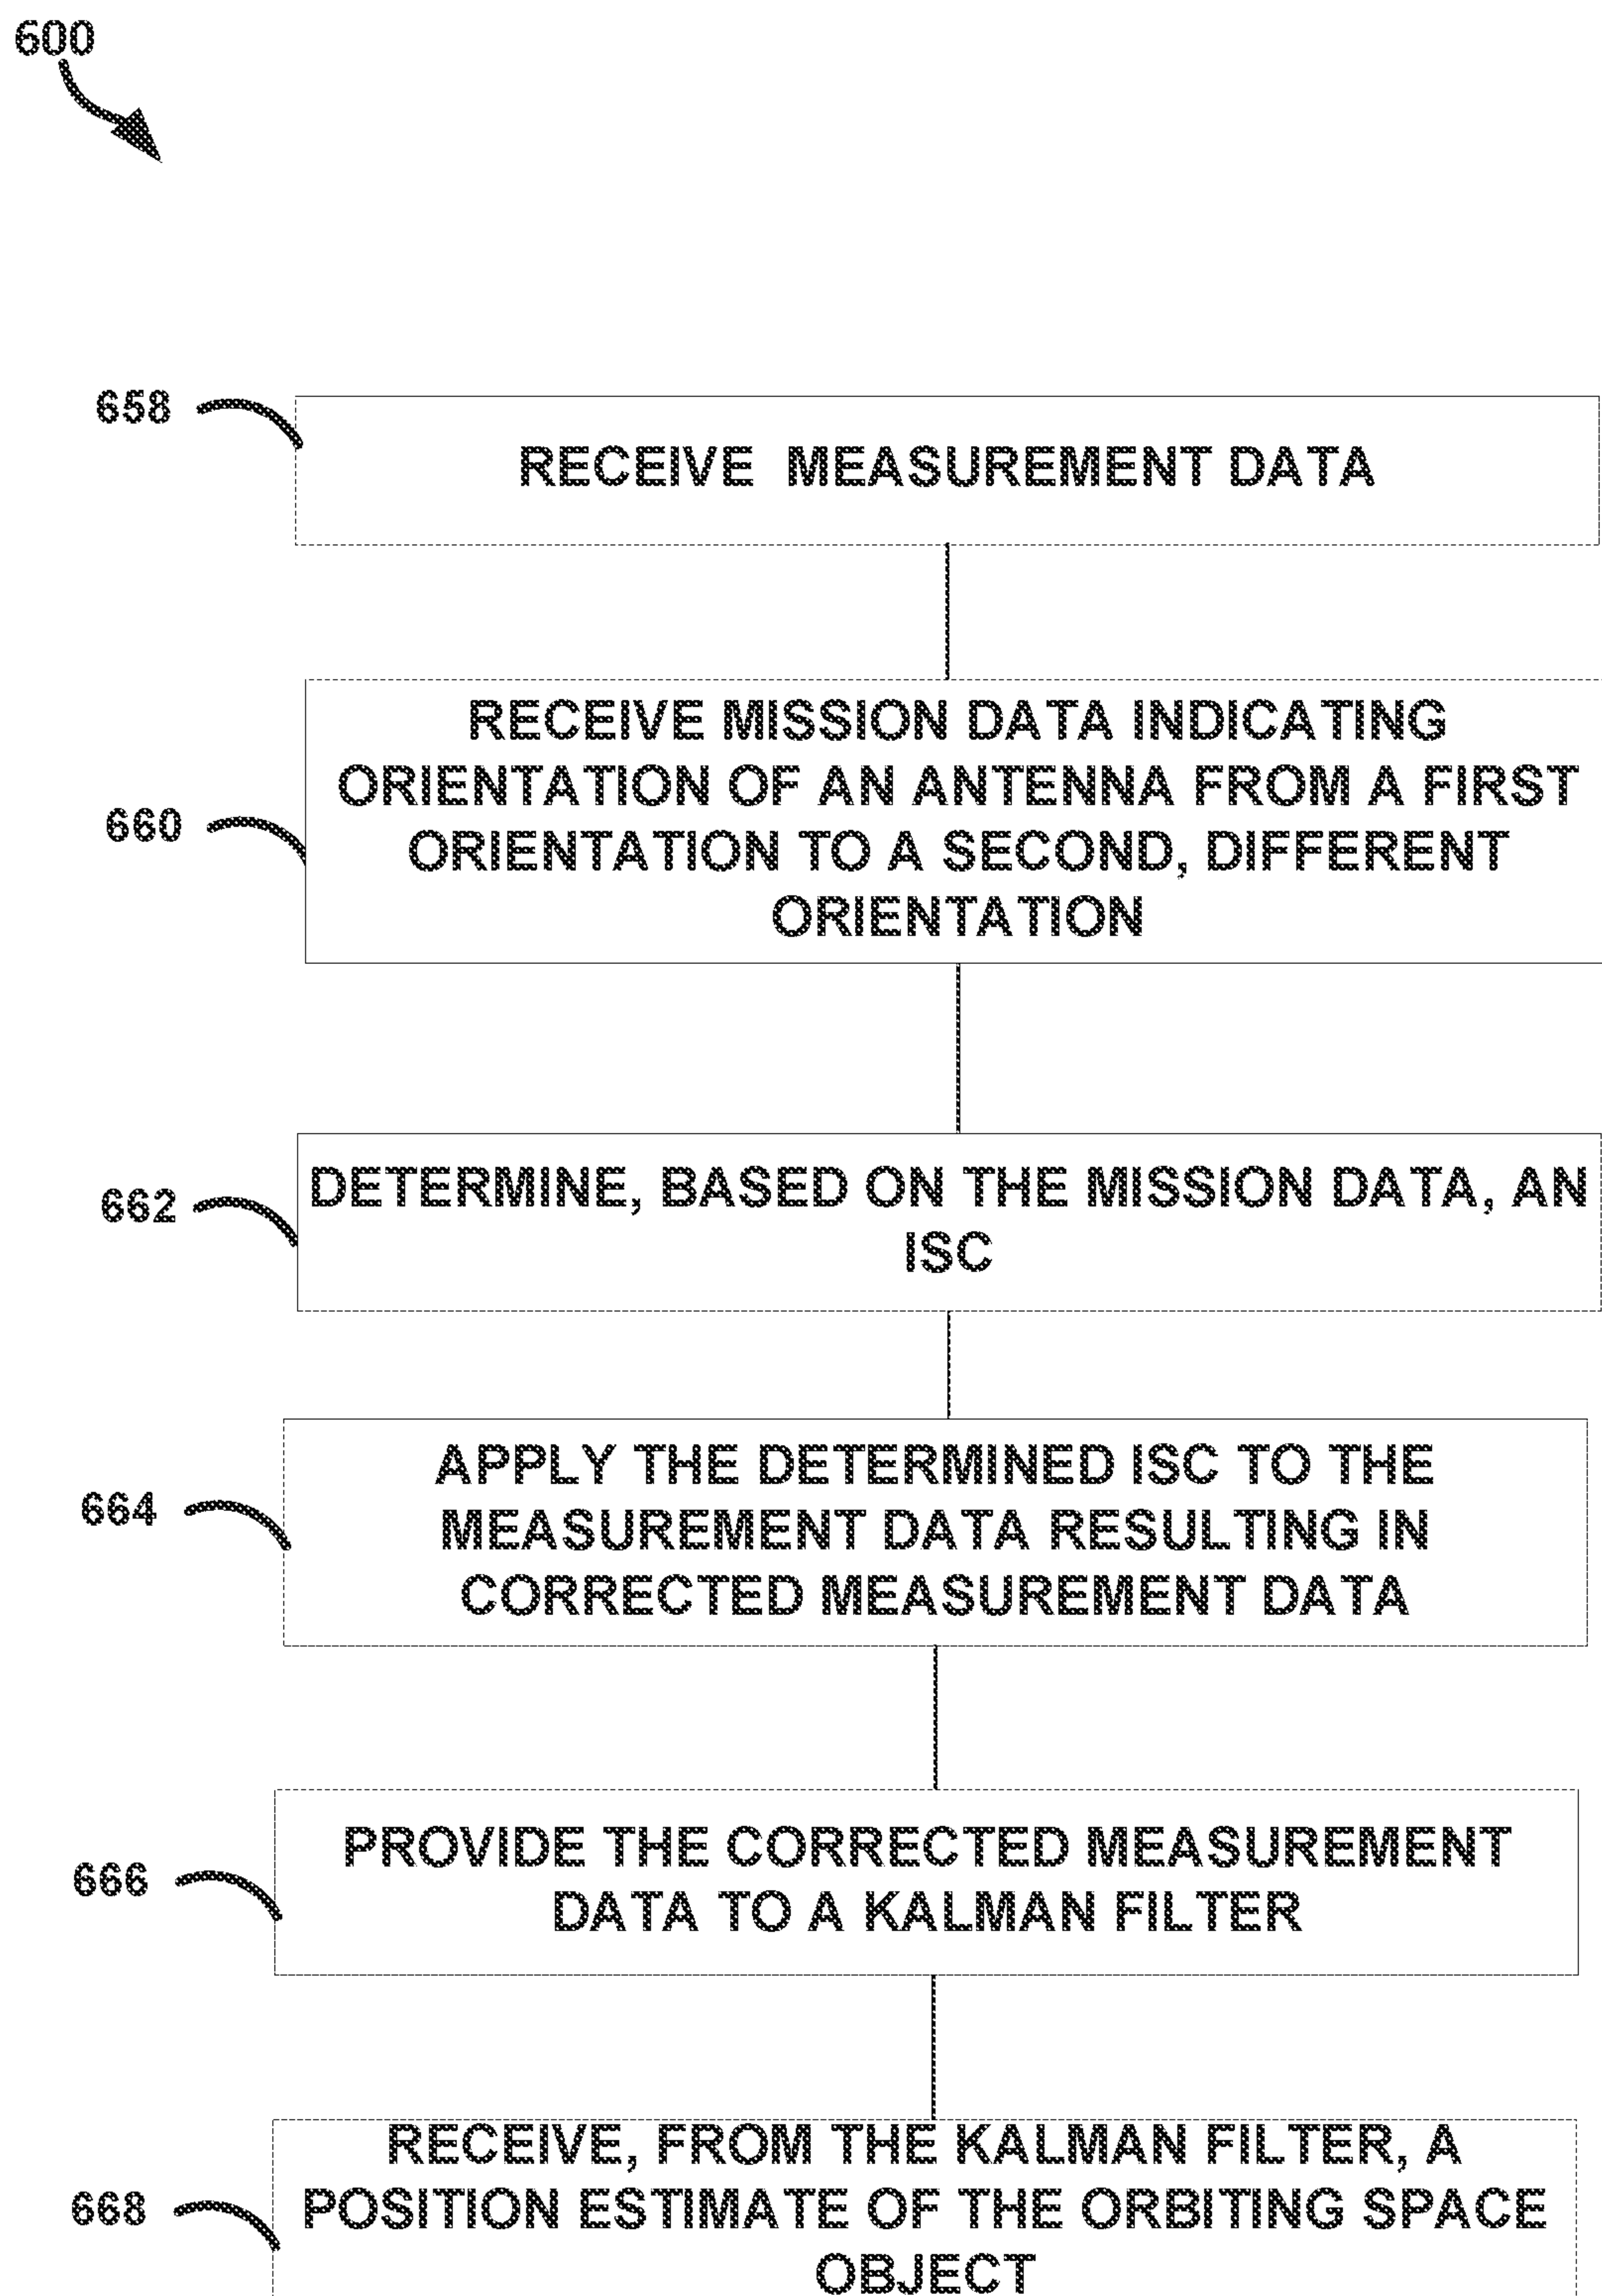 600
658
RECEIVE MEASUREMENT DATA
RECEIVE MISSION DATA INDICATING
ORIENTATION OF AN ANTENNA FROM A FIRST
660
ORIENTATION TO A SECOND, DIFFERENT
ORIENTATION
662
DETERMINE, BASED ON THE MISSION DATA, AN
ISC
664
APPLY THE DETERMINED ISC TO THE
MEASUREMENT DATA RESULTING IN
CORRECTED MEASUREMENT DATA
666
PROVIDE THE CORRECTED MEASUREMENT
DATA TO A KALMAN FILTER
668
RECEIVE, FROM THE KALMAN FILTER, A
POSITION ESTIMATE OF THE ORBITING SPACE
OBJECT